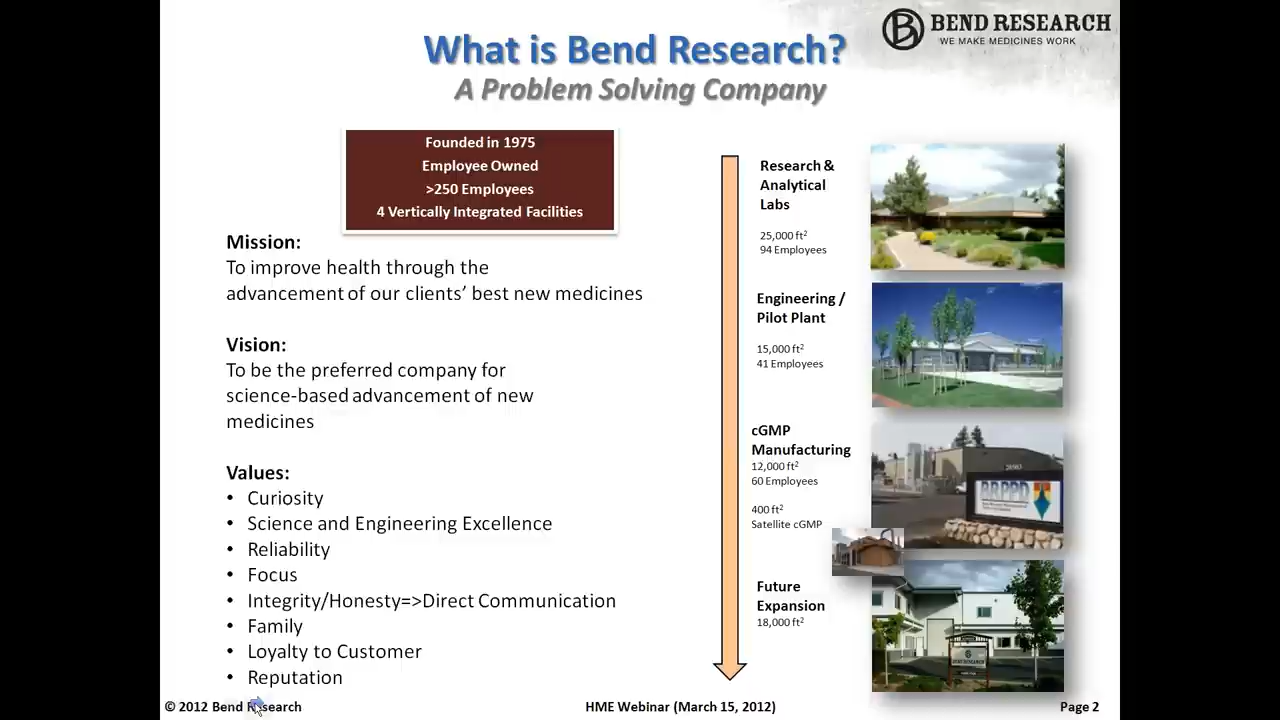 BEND RESEARCH
WE MAKE MEDICINES WORK
What is Bend Research?
A Problem Solving Company
Founded in 1975
Employee Owned
>250 Employees
4 Vertically Integrated Facilities
Mission:
To improve health through the
advancement of our clients’ best new medicines
Vision:
To be the preferred company for
science-based advancement of new
medicines
Values:
• Curiosity
• Science and Engineering Excellence
• Reliability
• Focus
• Integrity/Honesty=>Direct Communication
• Family
• Loyalty to Customer
• Reputation
Research &
Analytical
Labs
25,000 ft²
94 Employees
Engineering /
Pilot Plant
15,000 ft²
41 Employees
cGMP
Manufacturing
12,000 ft²
60 Employees
400 ft²
Satellite cGMP
Future
Expansion
18,000 ft²
BRPPD
BEND RESEARCH
© 2012 Bend Research
HME Webinar (March 15, 2012)
Page 2